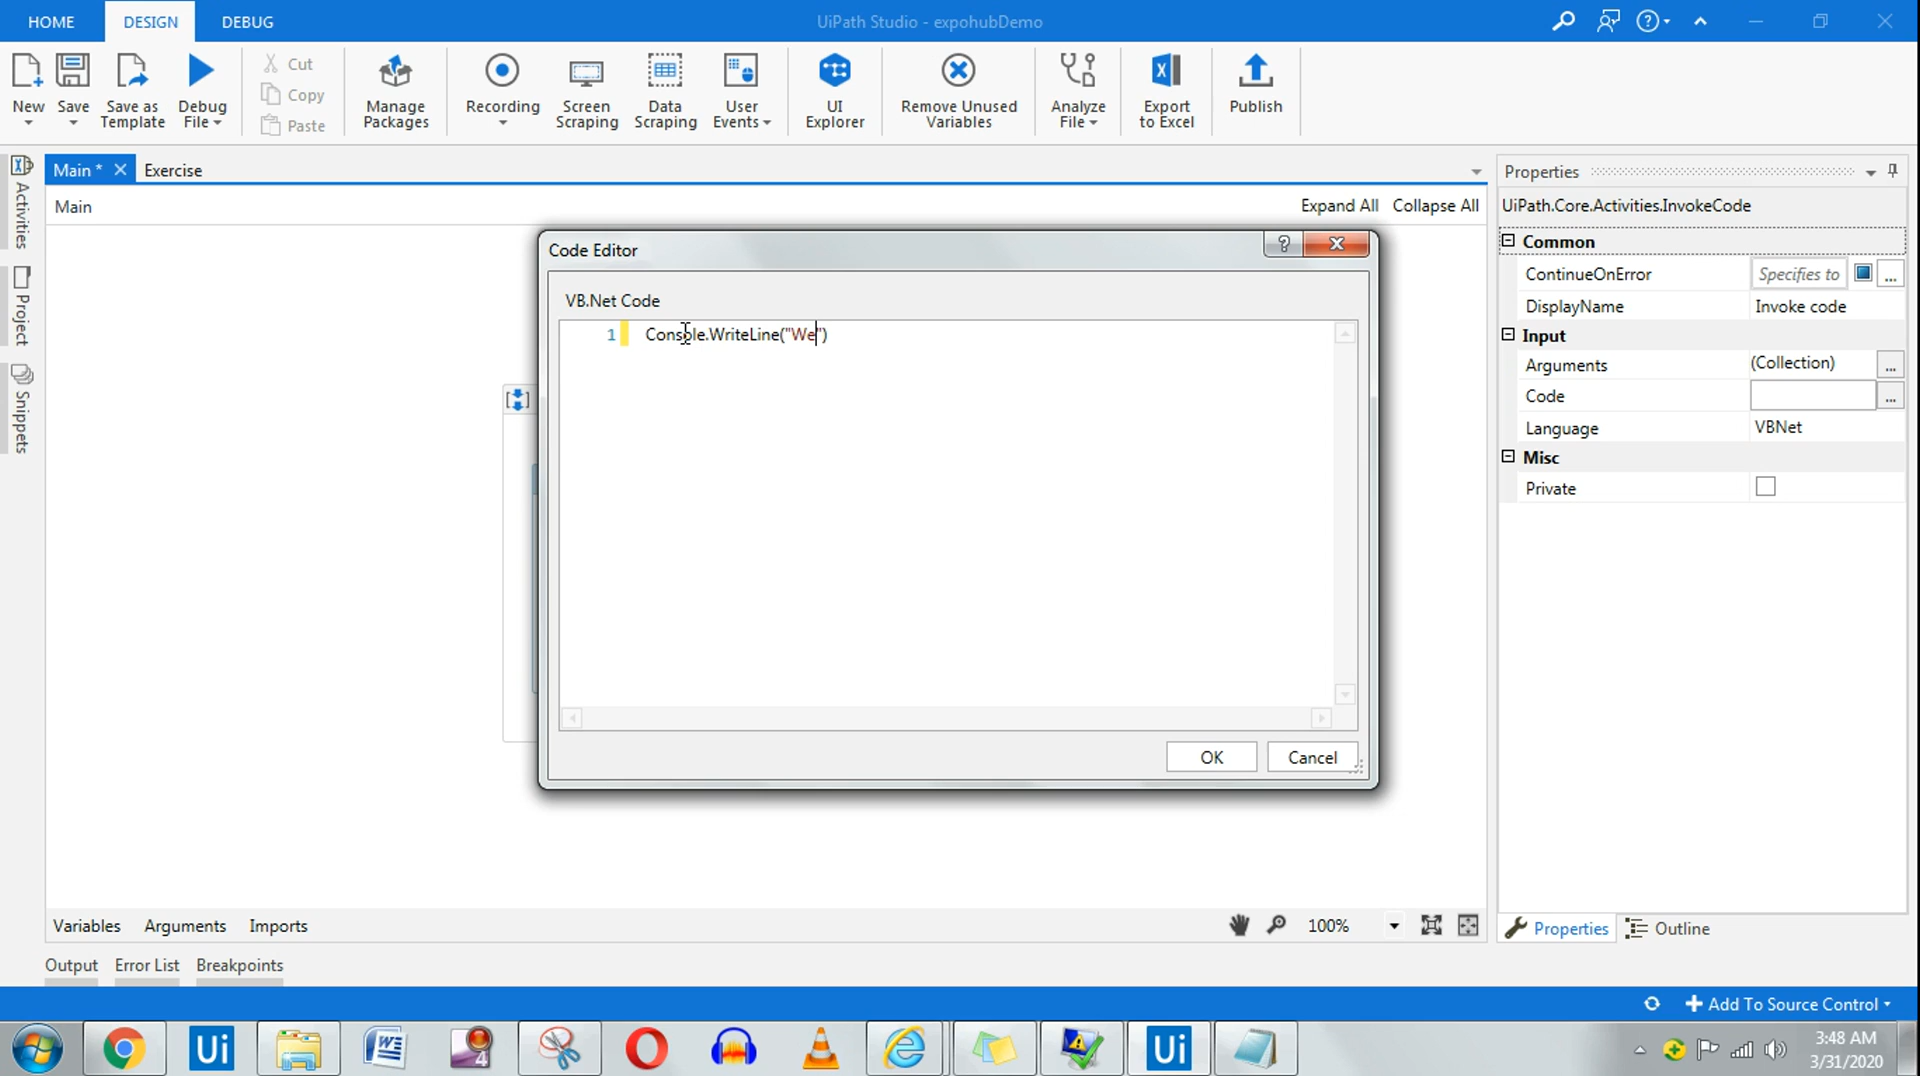 HOME DESIGN DEBUG UiPath Studio - expohubDemo
New Save Save as Template Debug File Cut Copy Paste Manage Packages Recording Screen Scraping Data Scraping User Events UI Explorer Remove Unused Variables Analyze File Export to Excel Publish
Main * Exercise
Main Expand All Collapse All
Activities
Project
Snippets
Code Editor
VB.Net Code
1 Console.WriteLine("We")
OK Cancel
Properties
UiPath.Core.Activities.InvokeCode
Common
ContinueOnError Specifies to ...
DisplayName Invoke code
Input
Arguments (Collection) ...
Code ...
Language VBNet
Misc
Private
Variables Arguments Imports 100%
Properties Outline
Output Error List Breakpoints
Add To Source Control
Ui W 4 Ui
3:48 AM
3/31/2020